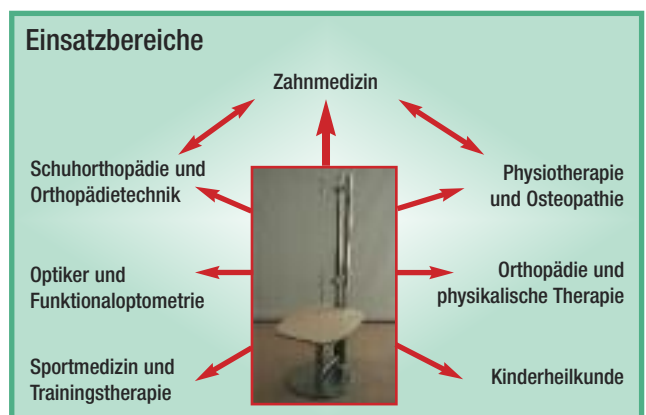 Einsatzbereiche
Zahnmedizin
Schuhorthopädie und
Orthopädietechnik
Physiotherapie
und Osteopathie
Optiker und
Funktionaloptometrie
Orthopädie und
physikalische Therapie
Sportmedizin und
Trainingstherapie
Kinderheilkunde